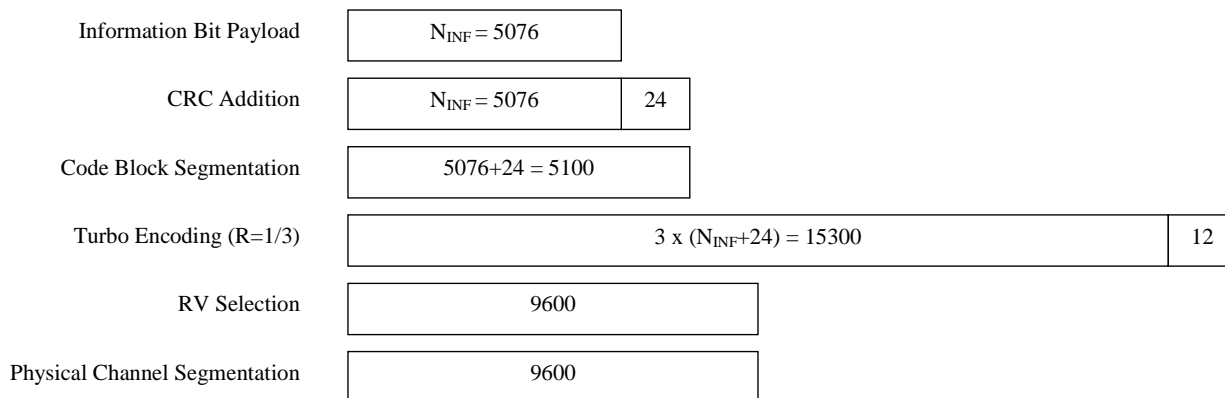 Information Bit Payload
N_INF = 5076
CRC Addition
N_INF = 5076
24
Code Block Segmentation
5076+24 = 5100
Turbo Encoding (R=1/3)
3 x (N_INF+24) = 15300
12
RV Selection
9600
Physical Channel Segmentation
9600